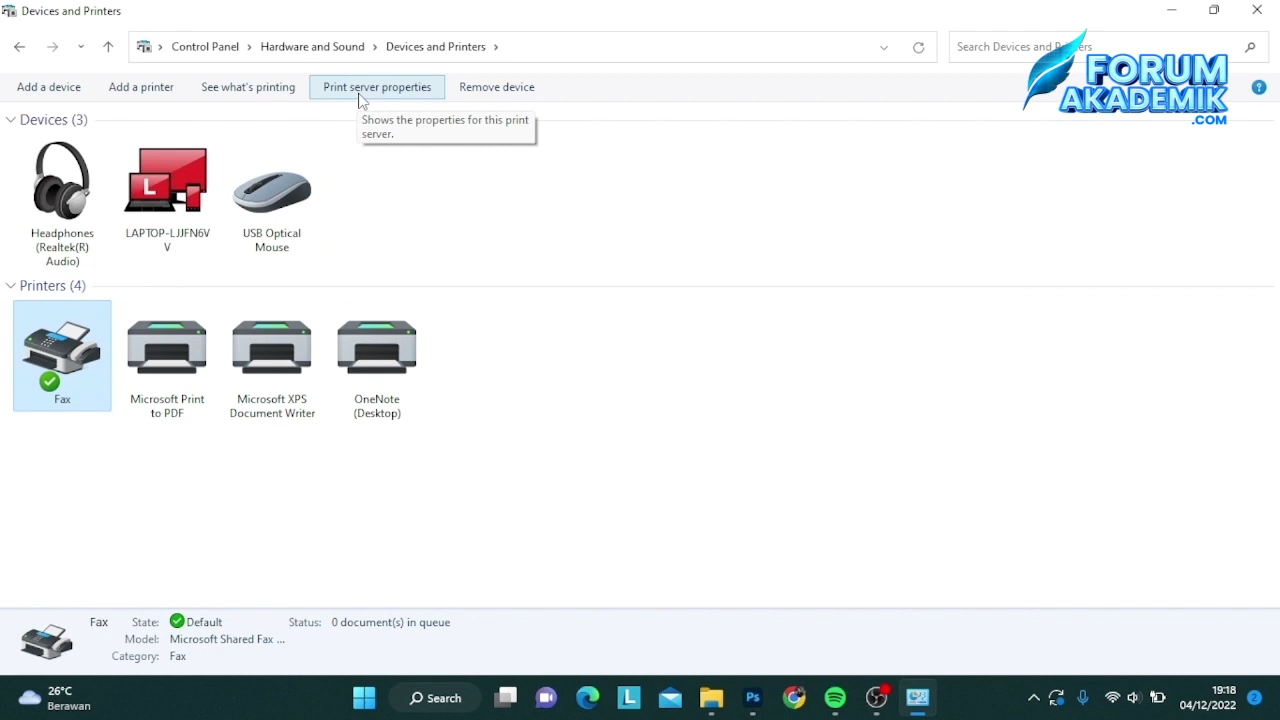 Devices and Printers
Control Panel > Hardware and Sound > Devices and Printers >
Search Devices and Printers
FORUM
AKADEMIK
.COM
Add a device
Add a printer
See what's printing
Print server properties
Remove device
Shows the properties for this print
server.
Devices (3)
Headphones
(Realtek(R)
Audio)
L
LAPTOP-LJJFN6V
V
USB Optical
Mouse
Printers (4)
Fax
Microsoft Print
to PDF
Microsoft XPS
Document Writer
OneNote
(Desktop)
Fax
State: Default
Status: 0 document(s) in queue
Model: Microsoft Shared Fax ...
Category: Fax
26°C
Berawan
Search
L
Ps
19:18
04/12/2022
2